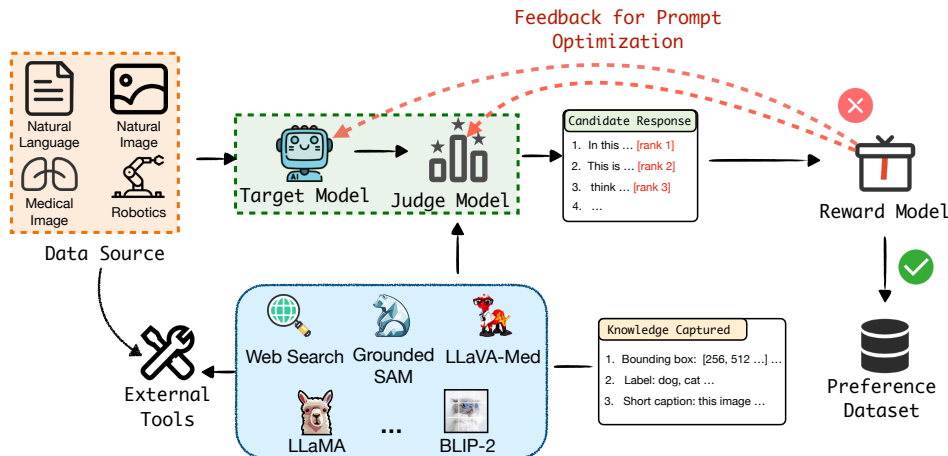 Feedback for Prompt
Optimization
Natural
Language
Natural
Image
Medical
Image
Robotics
Data Source
AI
Target Model
Judge Model
Candidate Response
1. In this ... [rank 1]
2. This is ... [rank 2]
3. think ... [rank 3]
4. ...
Reward Model
Web Search
Grounded
SAM
LLaVA-Med
LLaMA
...
BLIP-2
External
Tools
Knowledge Captured
1. Bounding box: [256, 512 ...] ...
2. Label: dog, cat ...
3. Short caption: this image ...
Preference
Dataset